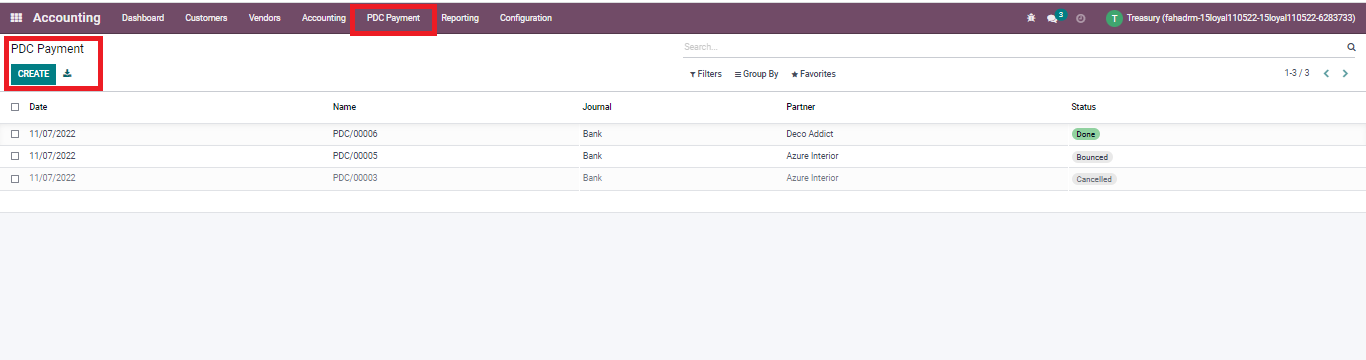 Accounting Dashboard Customers Vendors Accounting PDC Payment Reporting Configuration 3 T Treasury (fahadrm-15loyal110522-15loyal110522-6283733)
PDC Payment Search...
CREATE Filters Group By Favorites 1-3 / 3
Date Name Journal Partner Status
11/07/2022 PDC/00006 Bank Deco Addict Done
11/07/2022 PDC/00005 Bank Azure Interior Bounced
11/07/2022 PDC/00003 Bank Azure Interior Cancelled